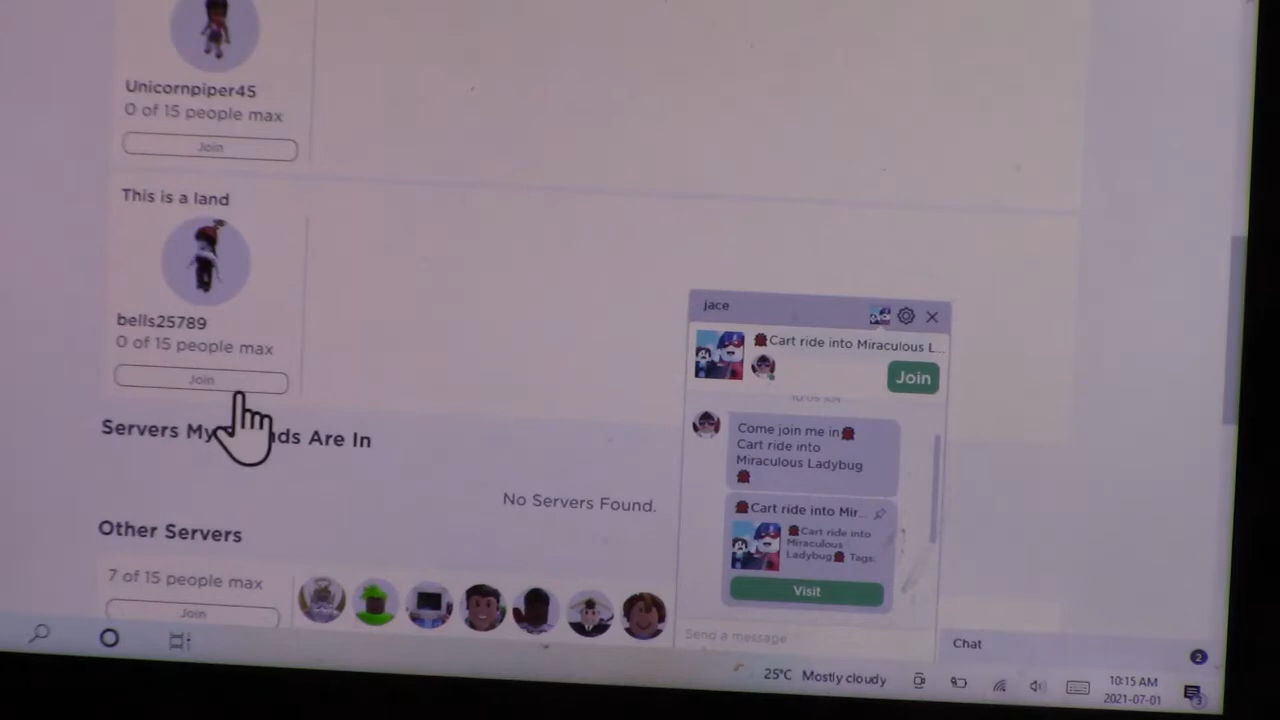 Unicornpiper45
0 of 15 people max
Join
This is a land
bells25789
0 of 15 people max
Join
Servers My nds Are In
No Servers Found.
Other Servers
7 of 15 people max
Join
jace
Cart ride into Miraculous L...
Join
Come join me in
Cart ride into
Miraculous Ladybug
Cart ride into Mir...
Cart ride into
Miraculous
Ladybug Tags:
Visit
Send a message
Chat
2
25°C Mostly cloudy
10:15 AM
2021-07-01
3